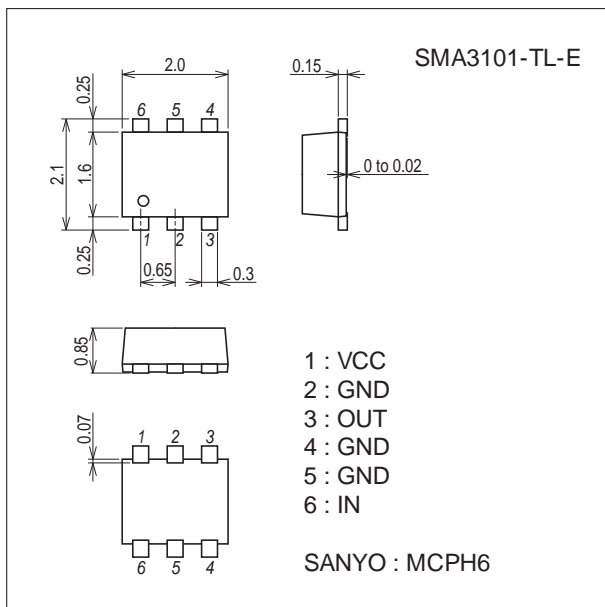 SMA3101-TL-E
2.0
0.15
0.25
6 5 4
2.1
1.6
0 to 0.02
0.25
1 2 3
0.65
0.3
0.85
0.07
1 2 3
6 5 4
1 : VCC
2 : GND
3 : OUT
4 : GND
5 : GND
6 : IN
SANYO : MCPH6